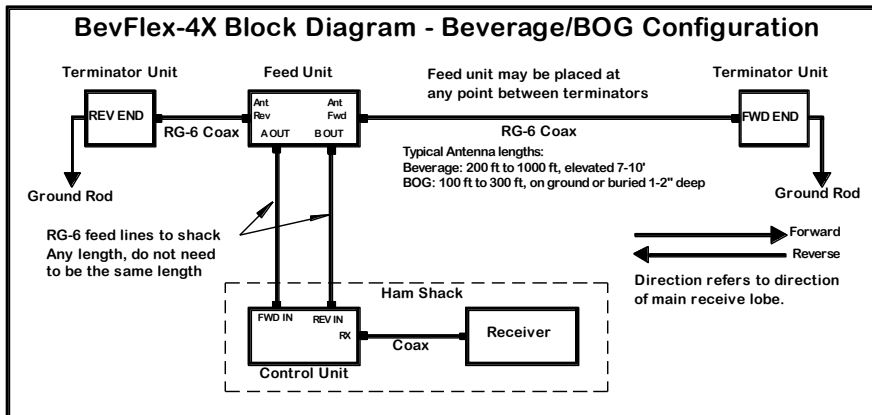 BevFlex-4X Block Diagram - Beverage/BOG Configuration
Terminator Unit
Feed Unit
Feed unit may be placed at
any point between terminators
Terminator Unit
REV END
Ant
Rev
Ant
Fwd
A OUT
B OUT
FWD END
RG-6 Coax
RG-6 Coax
Typical Antenna lengths:
Beverage: 200 ft to 1000 ft, elevated 7-10'
BOG: 100 ft to 300 ft, on ground or buried 1-2" deep
Ground Rod
Ground Rod
RG-6 feed lines to shack
Any length, do not need
to be the same length
Forward
Reverse
Direction refers to direction
of main receive lobe.
Ham Shack
FWD IN
REV IN
RX
Coax
Receiver
Control Unit